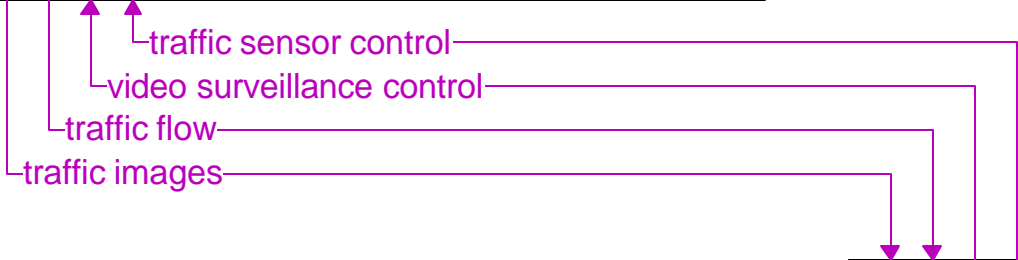 traffic sensor control
video surveillance control
traffic flow
traffic images